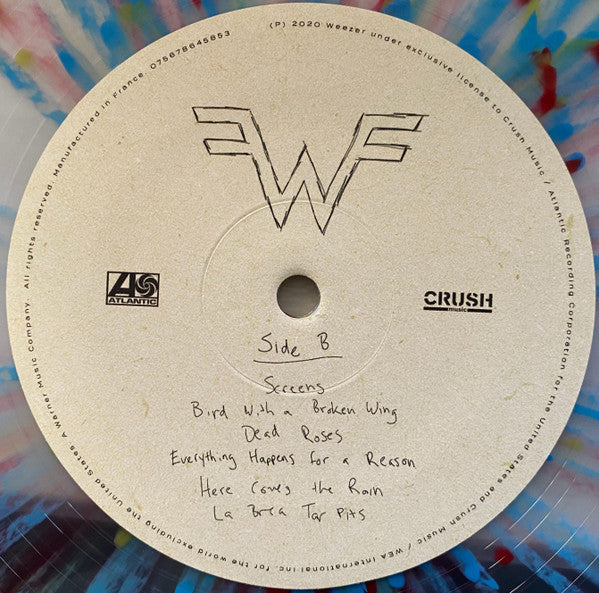 (P) 2020 Weezer under exclusive license to Crush Music / Atlantic Recording Corporation for the United States and Crush Music / WEA International Inc. for the world excluding the United States A Warner Music Company. All rights reserved. Manufactured in France. 075678645853
ATLANTIC
CRUSH
music
Side B
Screens
Bird With a Broken Wing
Dead Roses
Everything Happens for a Reason
Here Comes the Rain
La Brea Tar Pits